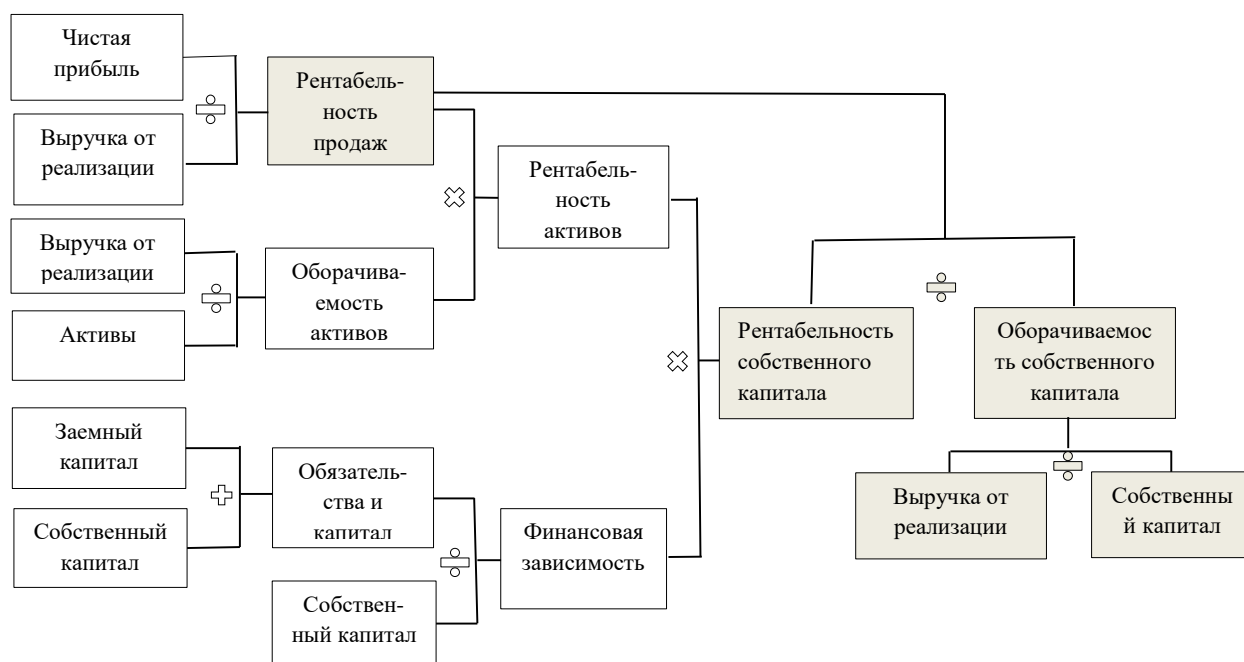 Чистая
прибыль
Выручка от
реализации
Рентабель-
ность
продаж
Выручка от
реализации
Активы
Оборачива-
емость
активов
Рентабель-
ность
активов
Заемный
капитал
Собственный
капитал
Обязатель-
ства и
капитал
Собствен-
ный капитал
Финансовая
зависимость
Рентабельность
собственного
капитала
Оборачиваемос
ть собственного
капитала
Выручка от
реализации
Собственны
й капитал